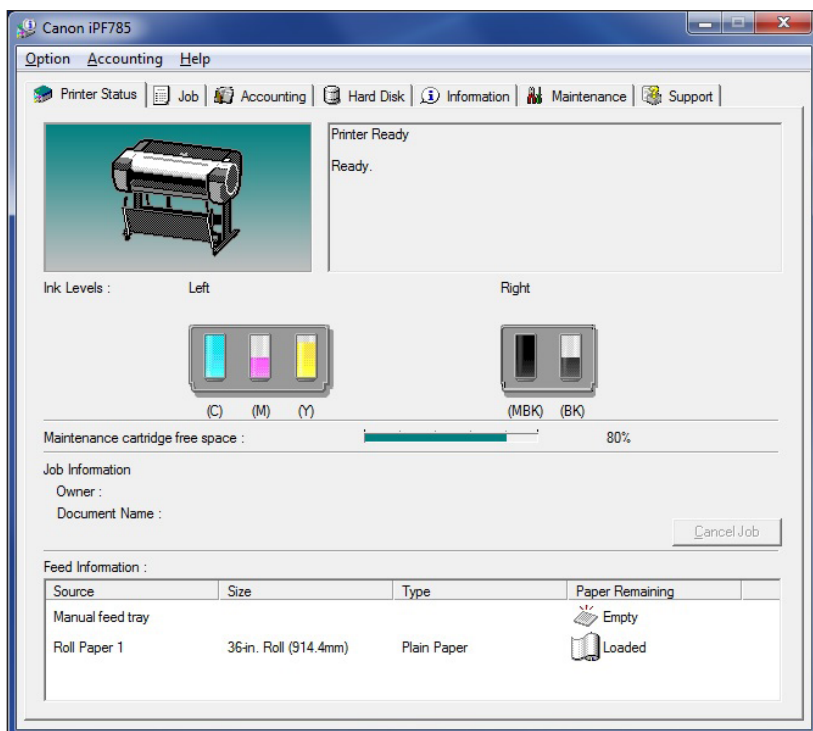 Canon iPF785
Option Accounting Help
Printer Status Job Accounting Hard Disk Information Maintenance Support
Printer Ready
Ready.
Ink Levels : Left Right
(C) (M) (Y) (MBK) (BK)
Maintenance cartridge free space : 80%
Job Information
Owner :
Document Name :
Cancel Job
Feed Information :
Source Size Type Paper Remaining
Manual feed tray Empty
Roll Paper 1 36-in. Roll (914.4mm) Plain Paper Loaded